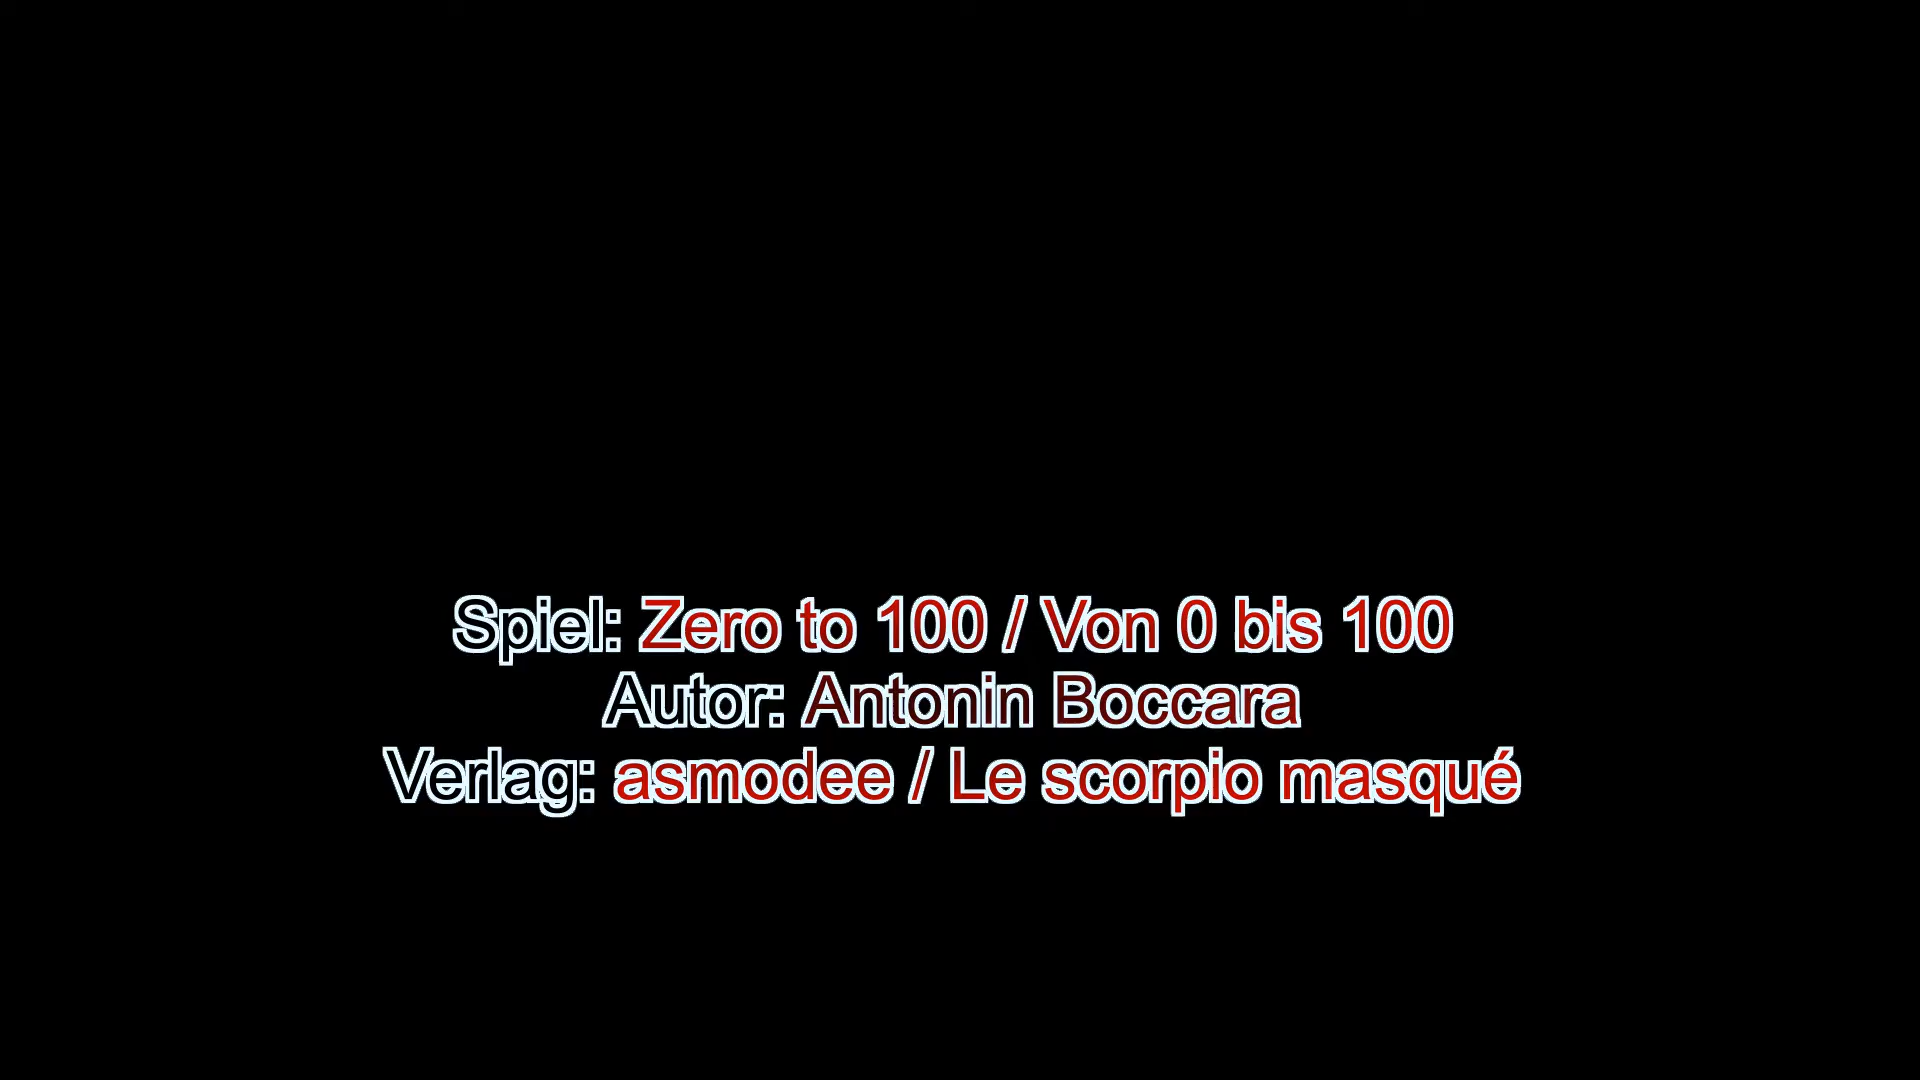 Spiel: Zero to 100 / Von 0 bis 100
Autor: Antonin Boccara
Verlag: asmodee / Le scorpio masqué